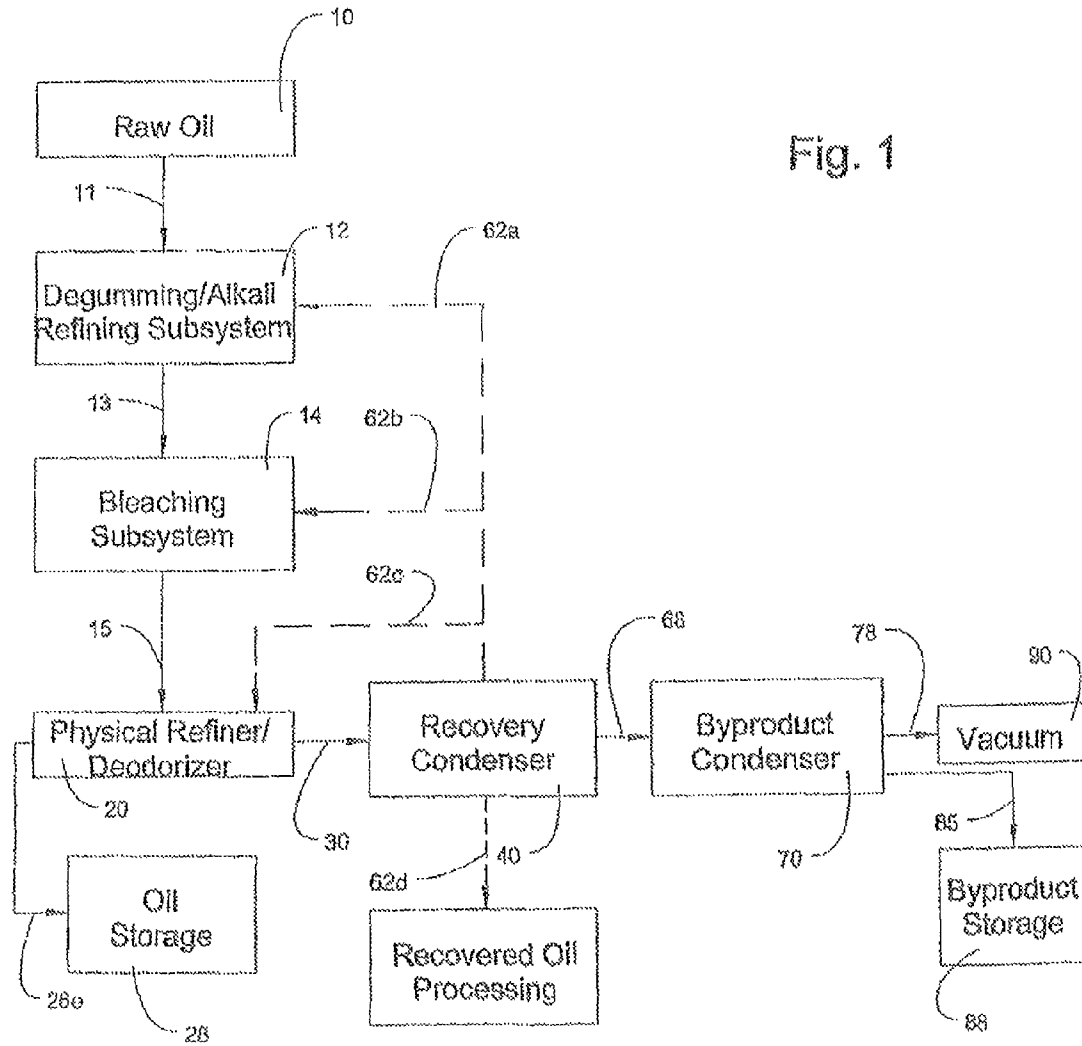 10
Raw Oil
Fig. 1
11
12
62a
Degumming/Alkali
Refining Subsystem
13
14
62b
Bleaching
Subsystem
62c
15
68
78
90
Physical Refiner/
Deodorizer
Recovery
Condenser
Byproduct
Condenser
Vacuum
20
30
40
70
85
62d
Oil
Storage
Recovered Oil
Processing
Byproduct
Storage
26e
28
88